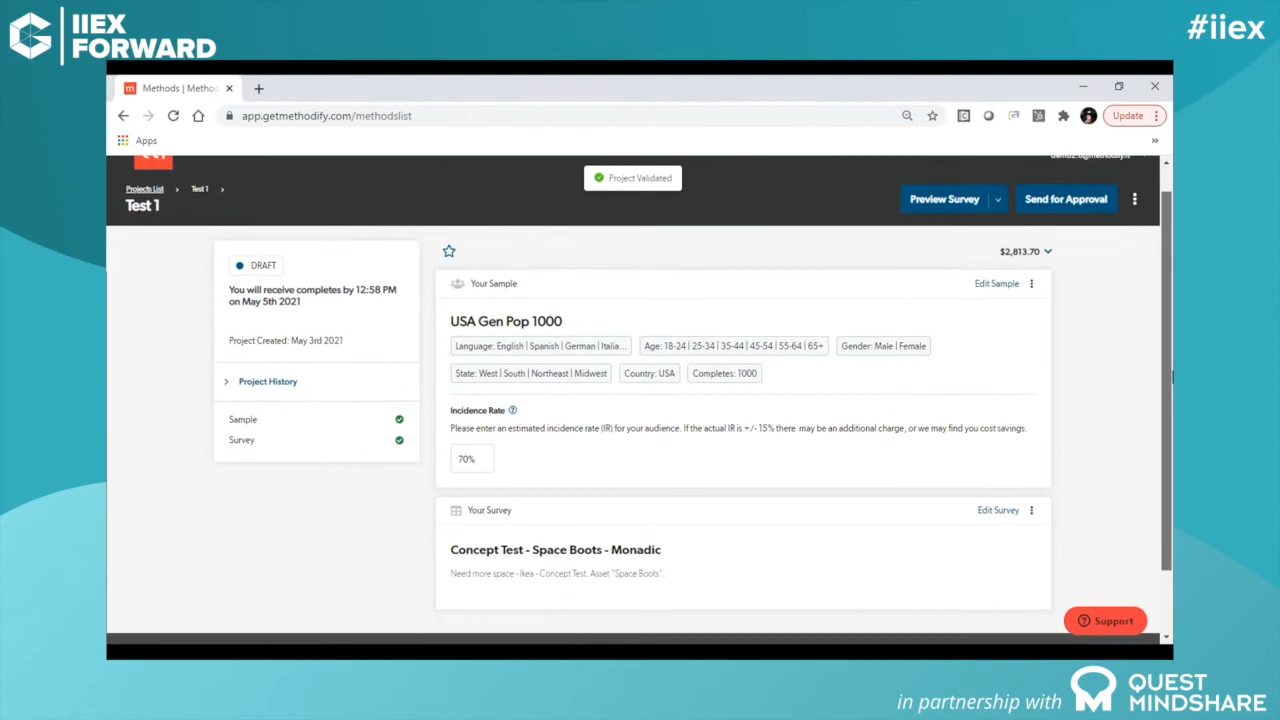 IIEX
FORWARD
#iiex
Methods | Metho
app.getmethodify.com/methodslist
Update
Apps
»
demo2.b@methodify.it
Projects List > Test 1 >
Test 1
Project Validated
Preview Survey
Send for Approval
DRAFT
You will receive completes by 12:58 PM
on May 5th 2021
Project Created: May 3rd 2021
Project History
Sample
Survey
$2,813.70
Your Sample
Edit Sample
USA Gen Pop 1000
Language: English | Spanish | German | Italia...
Age: 18-24 | 25-34 | 35-44 | 45-54 | 55-64 | 65+
Gender: Male | Female
State: West | South | Northeast | Midwest
Country: USA
Completes: 1000
Incidence Rate
Please enter an estimated incidence rate (IR) for your audience. If the actual IR is +/- 15% there may be an additional charge, or we may find you cost savings.
70%
Your Survey
Edit Survey
Concept Test - Space Boots - Monadic
Need more space - Ikea - Concept Test. Asset "Space Boots".
Support
in partnership with
QUEST
MINDSHARE